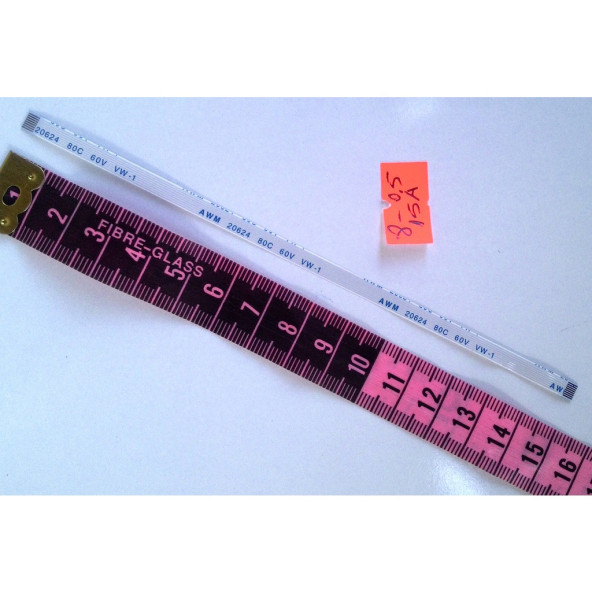 20624 80C 60V VW-1
AWM 20624 80C 60V VW-1
AWM 20624 80C 60V VW-1
AW
8-0,5
15A
1 2 3 4 5 6 7 8 9 10 11 12 13 14 15 16
FIBRE-GLASS